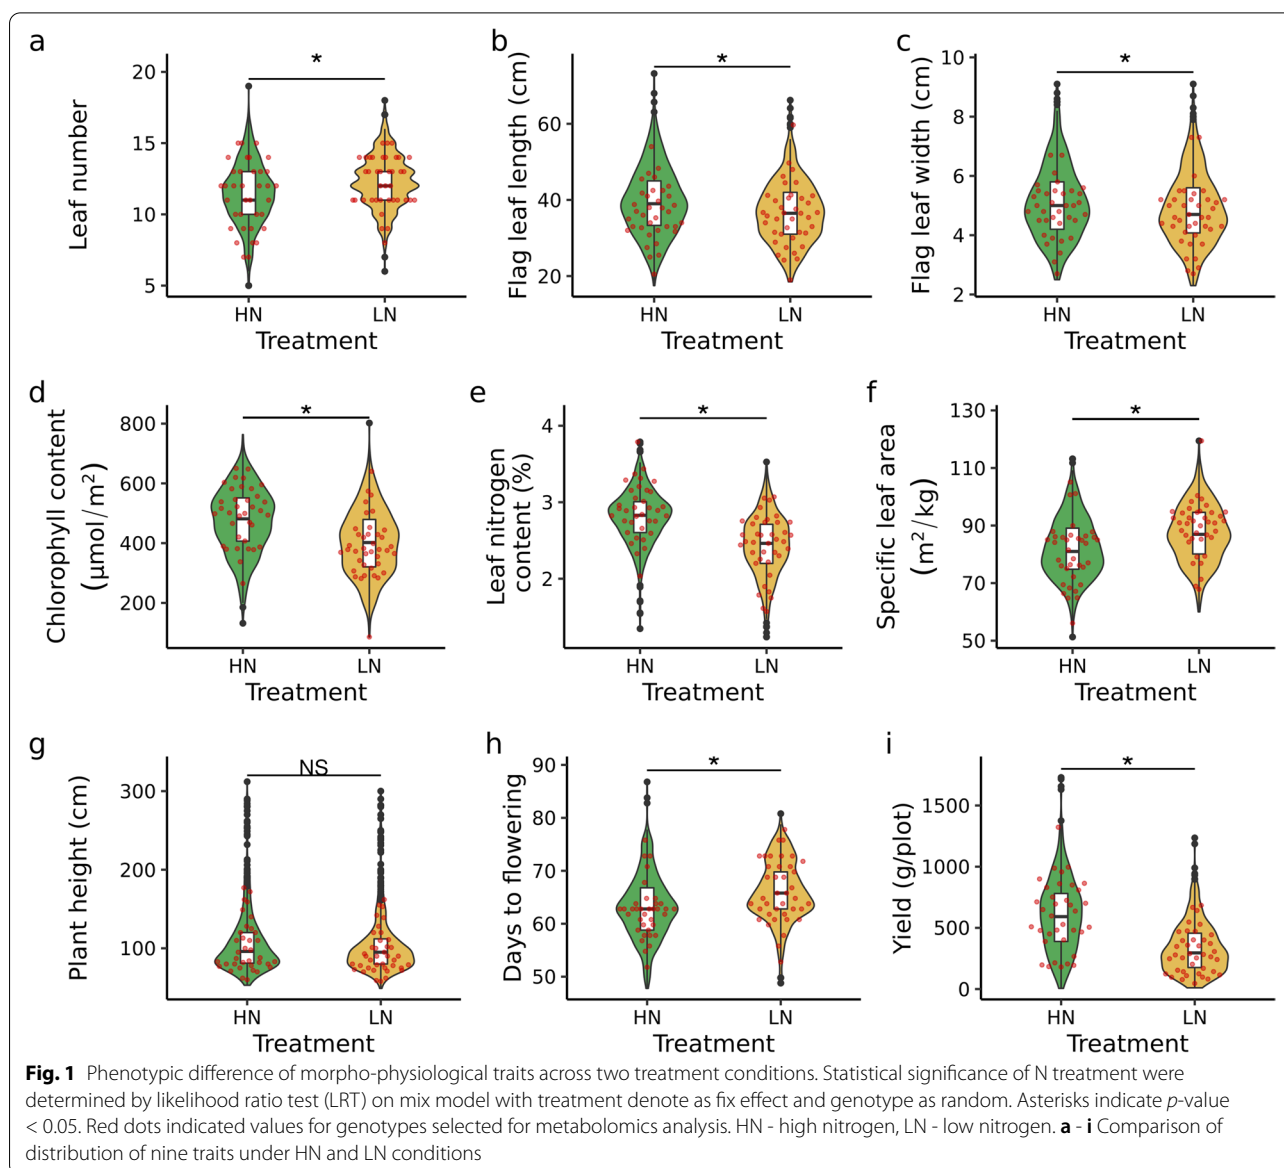 a
b
c
*
*
*
Leaf number
20
15
10
5
HN
LN
Treatment
Flag leaf length (cm)
60
40
20
HN
LN
Treatment
Flag leaf width (cm)
10
8
6
4
2
HN
LN
Treatment
d
e
f
*
*
*
Chlorophyll content
(μmol/m²)
800
600
400
200
HN
LN
Treatment
Leaf nitrogen
content (%)
4
3
2
HN
LN
Treatment
Specific leaf area
(m²/kg)
130
110
90
70
50
HN
LN
Treatment
g
h
i
NS
*
*
Plant height (cm)
300
200
100
HN
LN
Treatment
Days to flowering
90
80
70
60
50
HN
LN
Treatment
Yield (g/plot)
1500
1000
500
0
HN
LN
Treatment
Fig. 1 Phenotypic difference of morpho-physiological traits across two treatment conditions. Statistical significance of N treatment were
determined by likelihood ratio test (LRT) on mix model with treatment denote as fix effect and genotype as random. Asterisks indicate p-value
< 0.05. Red dots indicated values for genotypes selected for metabolomics analysis. HN - high nitrogen, LN - low nitrogen. a - i Comparison of
distribution of nine traits under HN and LN conditions